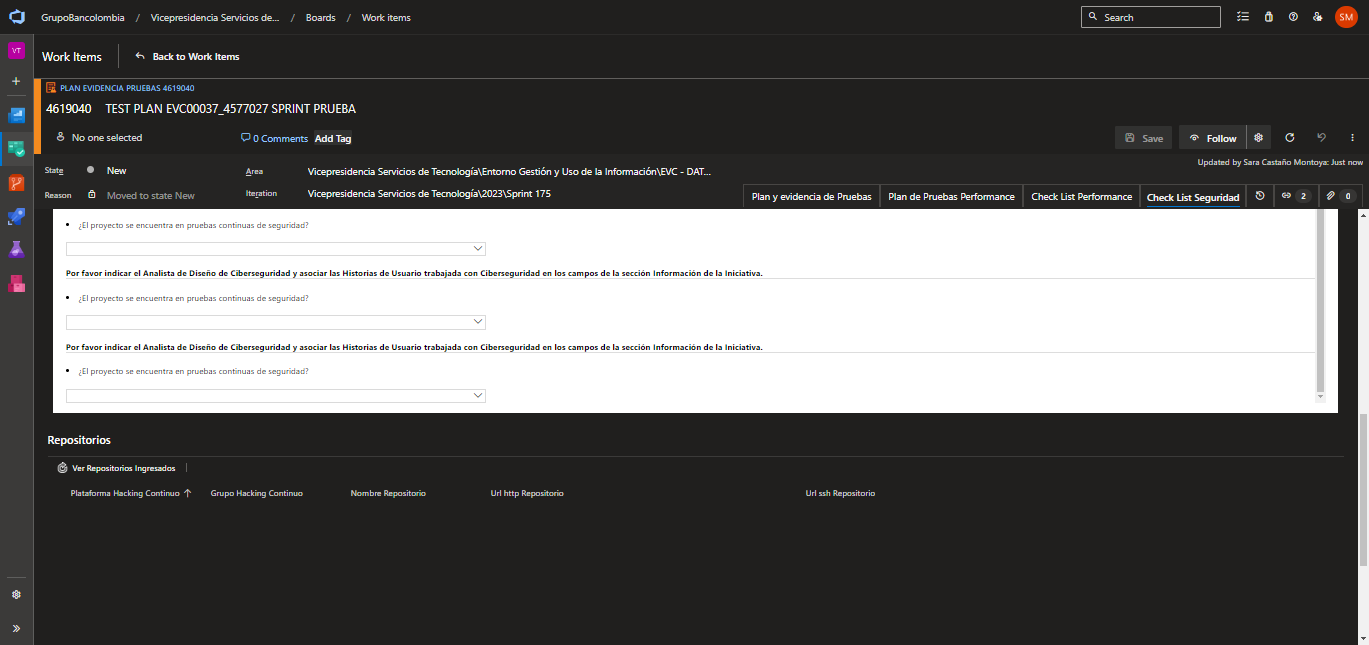 GrupoBancolombia / Vicepresidencia Servicios de... / Boards / Work items
Search
SM
VT
Work Items
Back to Work Items
PLAN EVIDENCIA PRUEBAS 4619040
4619040 TEST PLAN EVC00037_4577027 SPRINT PRUEBA
No one selected
0 Comments
Add Tag
Save
Follow
Updated by Sara Castaño Montoya: Just now
State New
Area Vicepresidencia Servicios de Tecnología\Entorno Gestión y Uso de la Información\EVC - DAT...
Reason Moved to state New
Iteration Vicepresidencia Servicios de Tecnología\2023\Sprint 175
Plan y evidencia de Pruebas
Plan de Pruebas Performance
Check List Performance
Check List Seguridad
2
0
• ¿El proyecto se encuentra en pruebas continuas de seguridad?
Por favor indicar el Analista de Diseño de Ciberseguridad y asociar las Historias de Usuario trabajada con Ciberseguridad en los campos de la sección Información de la Iniciativa.
• ¿El proyecto se encuentra en pruebas continuas de seguridad?
Por favor indicar el Analista de Diseño de Ciberseguridad y asociar las Historias de Usuario trabajada con Ciberseguridad en los campos de la sección Información de la Iniciativa.
• ¿El proyecto se encuentra en pruebas continuas de seguridad?
Repositorios
Ver Repositorios Ingresados
Plataforma Hacking Continuo ↑ Grupo Hacking Continuo Nombre Repositorio Url http Repositorio Url ssh Repositorio